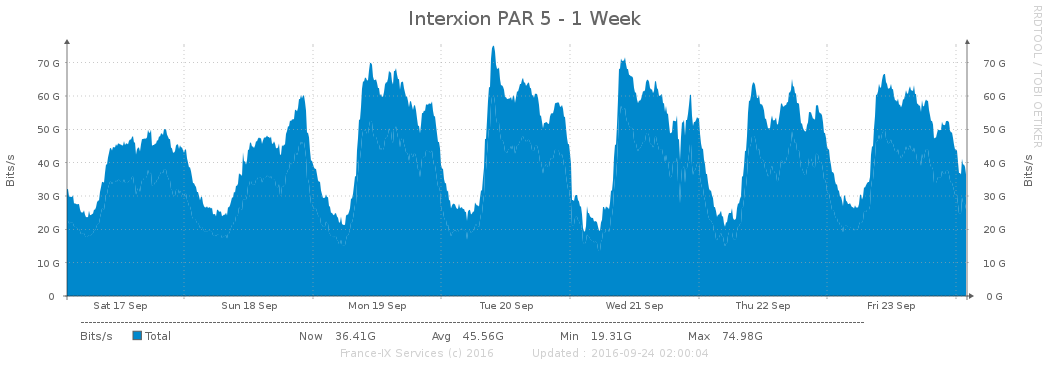 Interxion PAR 5 - 1 Week
RRDTOOL / TOBI OETIKER
Bits/s
70 G 70 G
60 G 60 G
50 G 50 G
40 G 40 G
30 G 30 G
20 G 20 G
10 G 10 G
0 0 G
Bits/s
Sat 17 Sep Sun 18 Sep Mon 19 Sep Tue 20 Sep Wed 21 Sep Thu 22 Sep Fri 23 Sep
Bits/s Total Now 36.41G Avg 45.56G Min 19.31G Max 74.98G
France-IX Services (c) 2016 Updated : 2016-09-24 02:00:04